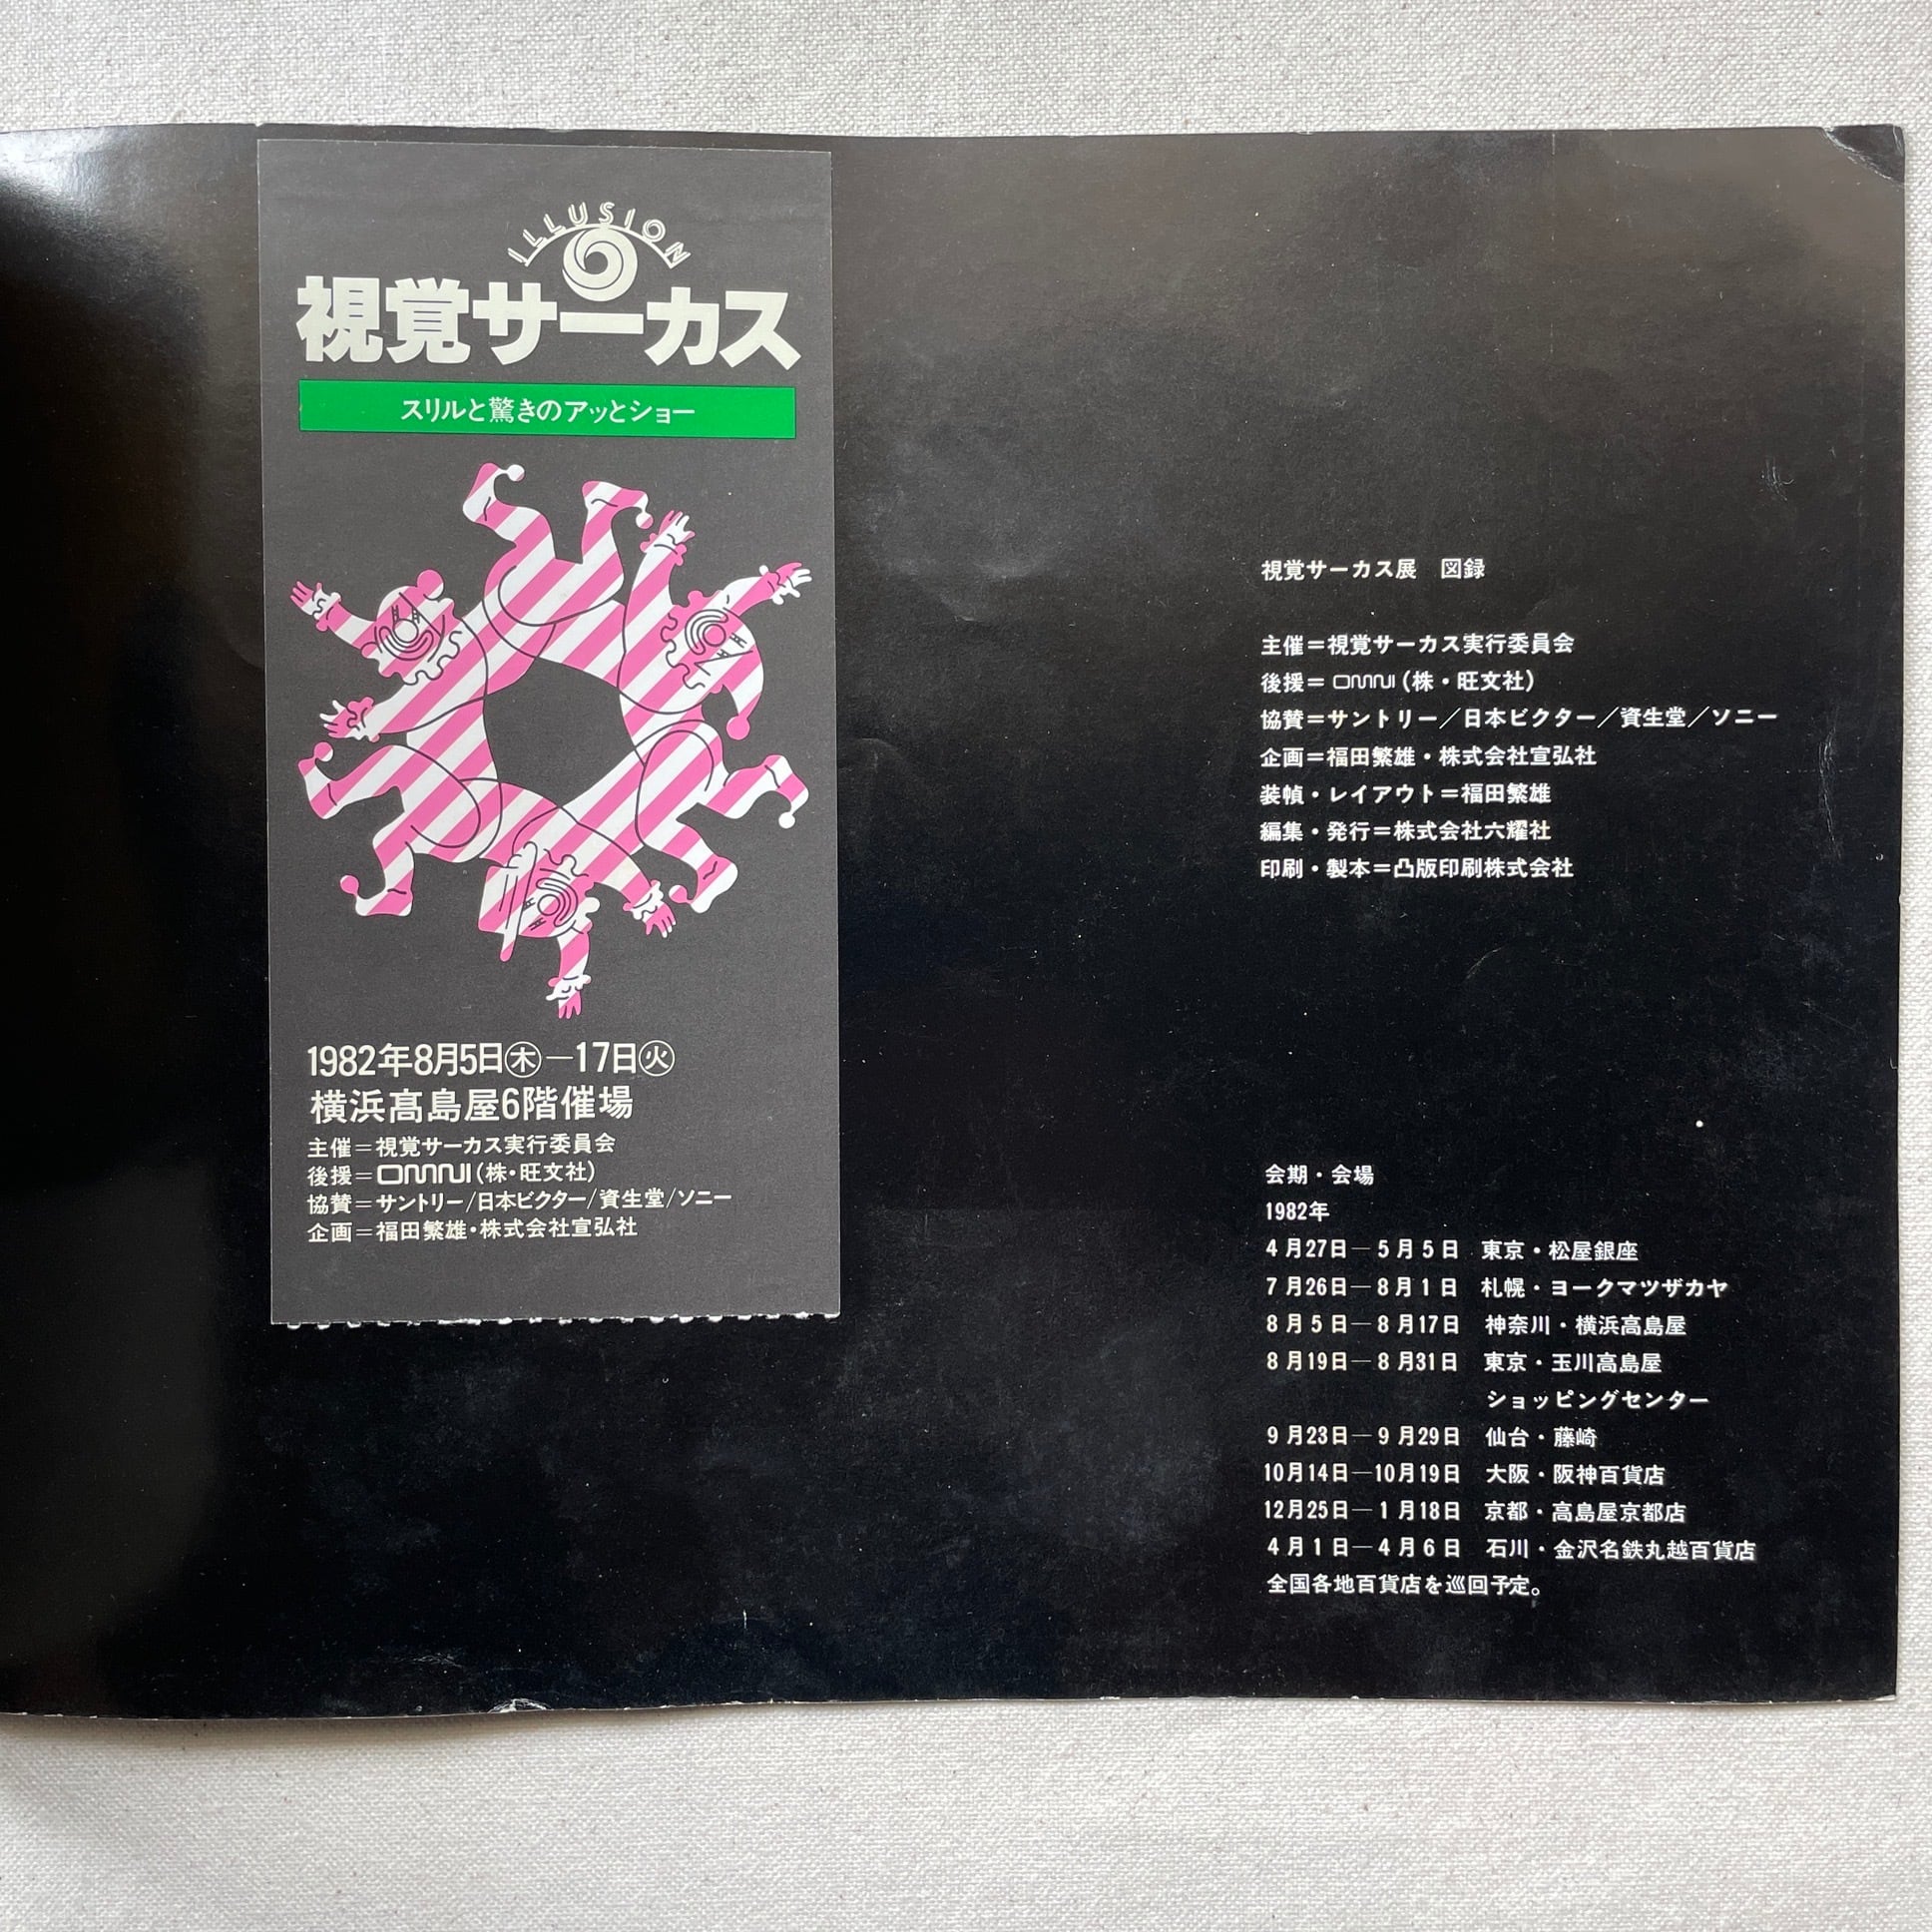 ILLUSION
視覚サーカス
スリルと驚きのアッとショー
1982年8月5日㊍―17日㊋
横浜髙島屋6階催場
主催＝視覚サーカス実行委員会
後援＝OMNI(株・旺文社)
協賛＝サントリー/日本ビクター/資生堂/ソニー
企画＝福田繁雄・株式会社宣弘社
視覚サーカス展　図録
主催＝視覚サーカス実行委員会
後援＝OMNI(株・旺文社)
協賛＝サントリー／日本ビクター／資生堂／ソニー
企画＝福田繁雄・株式会社宣弘社
装幀・レイアウト＝福田繁雄
編集・発行＝株式会社六耀社
印刷・製本＝凸版印刷株式会社
会期・会場
1982年
4月27日―5月5日　東京・松屋銀座
7月26日―8月1日　札幌・ヨークマツザカヤ
8月5日―8月17日　神奈川・横浜高島屋
8月19日―8月31日　東京・玉川高島屋
ショッピングセンター
9月23日―9月29日　仙台・藤崎
10月14日―10月19日　大阪・阪神百貨店
12月25日―1月18日　京都・高島屋京都店
4月1日―4月6日　石川・金沢名鉄丸越百貨店
全国各地百貨店を巡回予定。